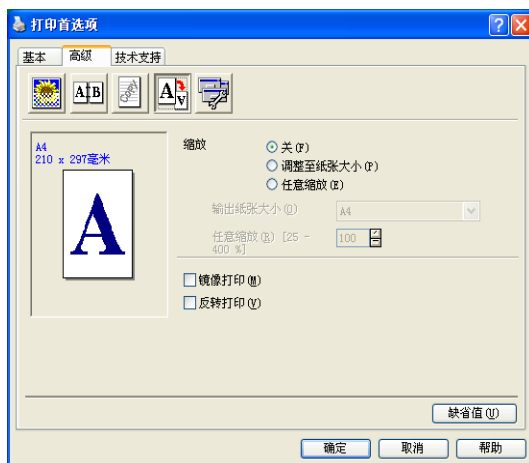 打印首选项
基本 高级 技术支持
A B
A
A4
210 x 297毫米
A
缩放
关(F)
调整至纸张大小(P)
任意缩放(E)
输出纸张大小(O) A4
任意缩放(R) [25 -
400 %] 100
镜像打印(M)
反转打印(V)
缺省值(U)
确定 取消 帮助